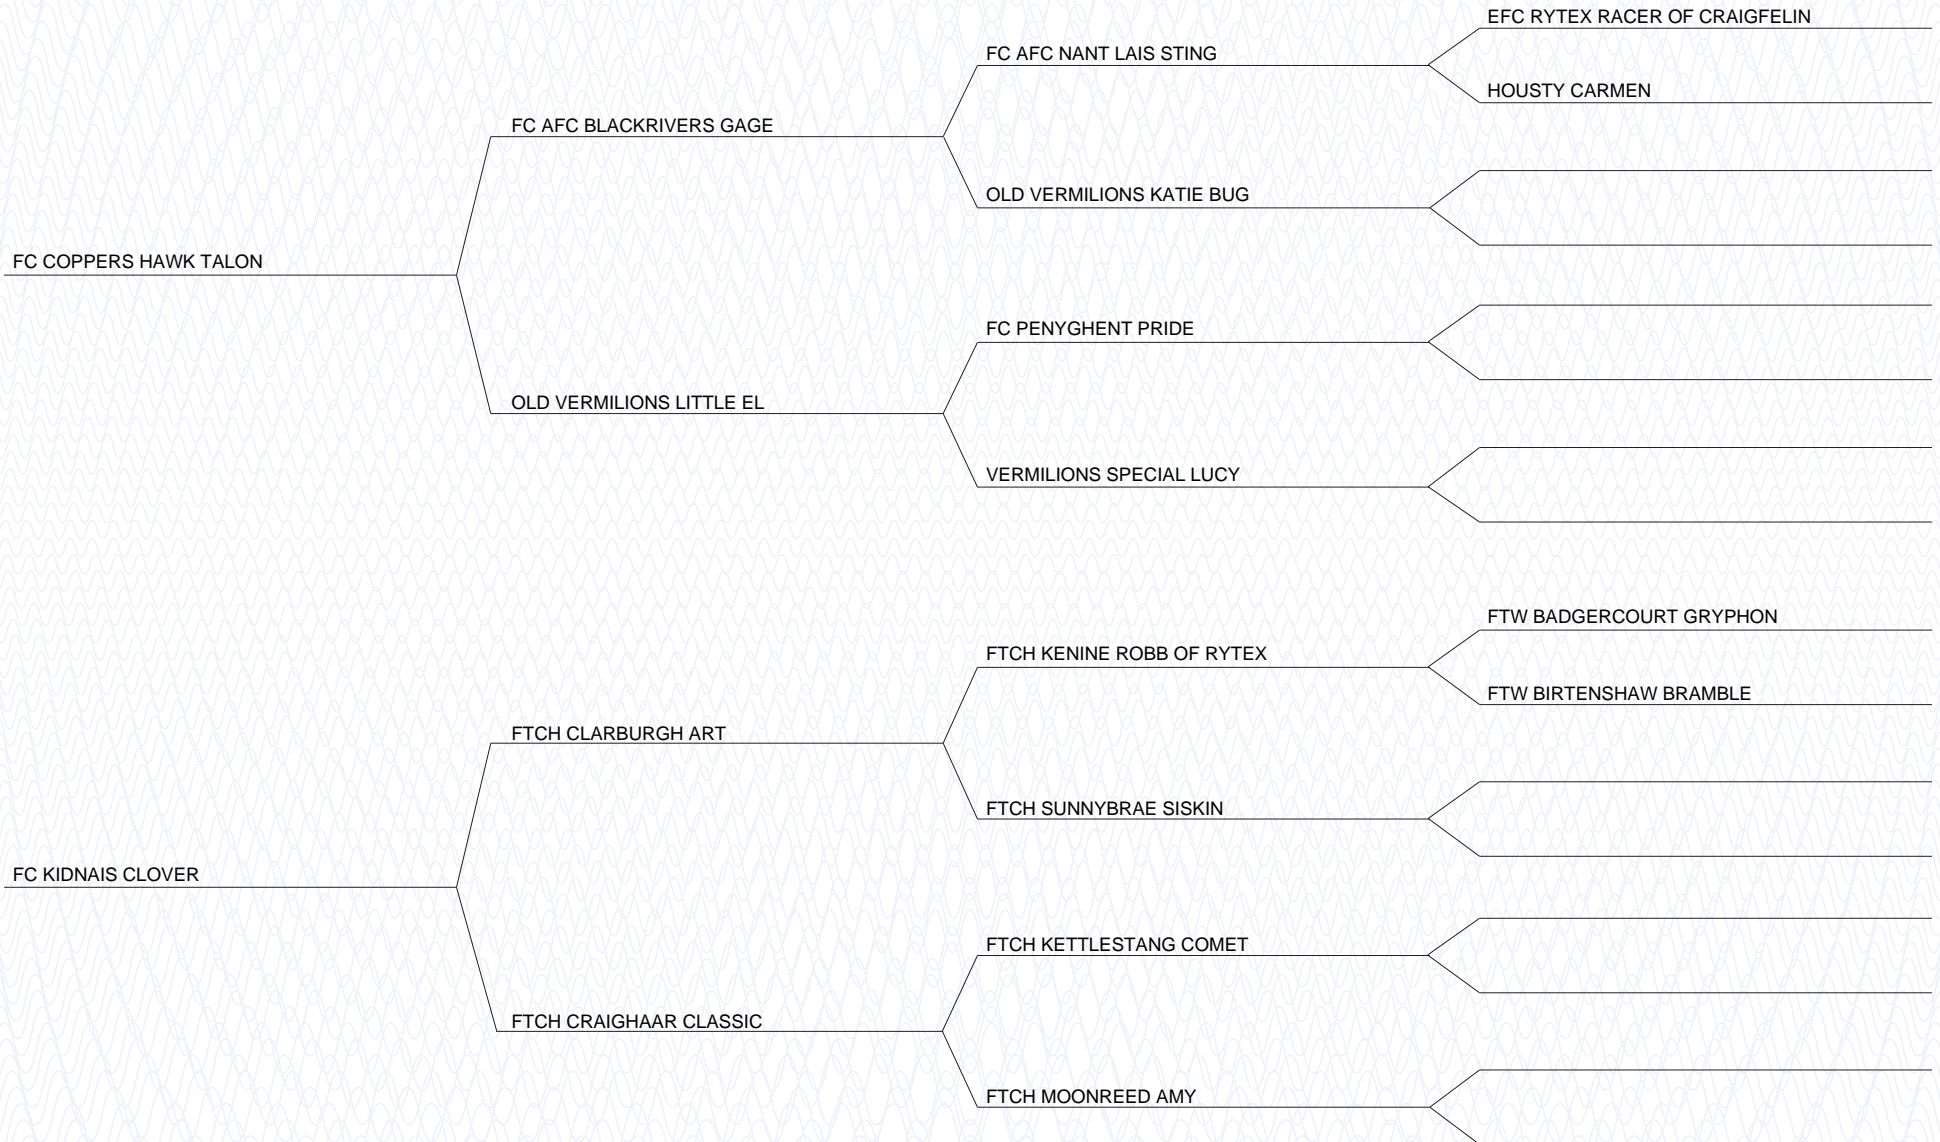 EFC RYTEX RACER OF CRAIGFELIN
FC AFC NANT LAIS STING
HOUSTY CARMEN
FC AFC BLACKRIVERS GAGE
OLD VERMILIONS KATIE BUG
FC COPPERS HAWK TALON
FC PENYGHENT PRIDE
OLD VERMILIONS LITTLE EL
VERMILIONS SPECIAL LUCY
FTW BADGERCOURT GRYPHON
FTCH KENINE ROBB OF RYTEX
FTW BIRTENSHAW BRAMBLE
FTCH CLARBURGH ART
FTCH SUNNYBRAE SISKIN
FC KIDNAIS CLOVER
FTCH KETTLESTANG COMET
FTCH CRAIGHAAR CLASSIC
FTCH MOONREED AMY